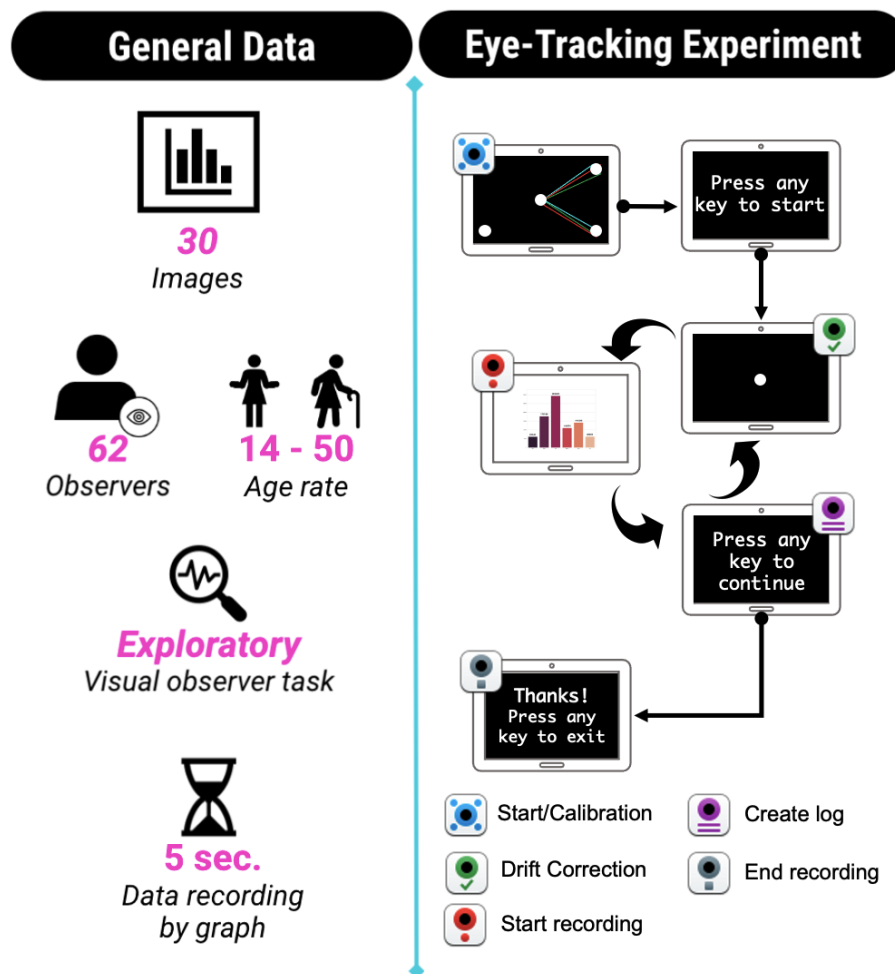 General Data
30
Images
62
Observers
14 - 50
Age rate
Exploratory
Visual observer task
5 sec.
Data recording
by graph
Eye-Tracking Experiment
Press any
key to start
Press any
key to
continue
Thanks!
Press any
key to exit
Start/Calibration
Create log
Drift Correction
End recording
Start recording